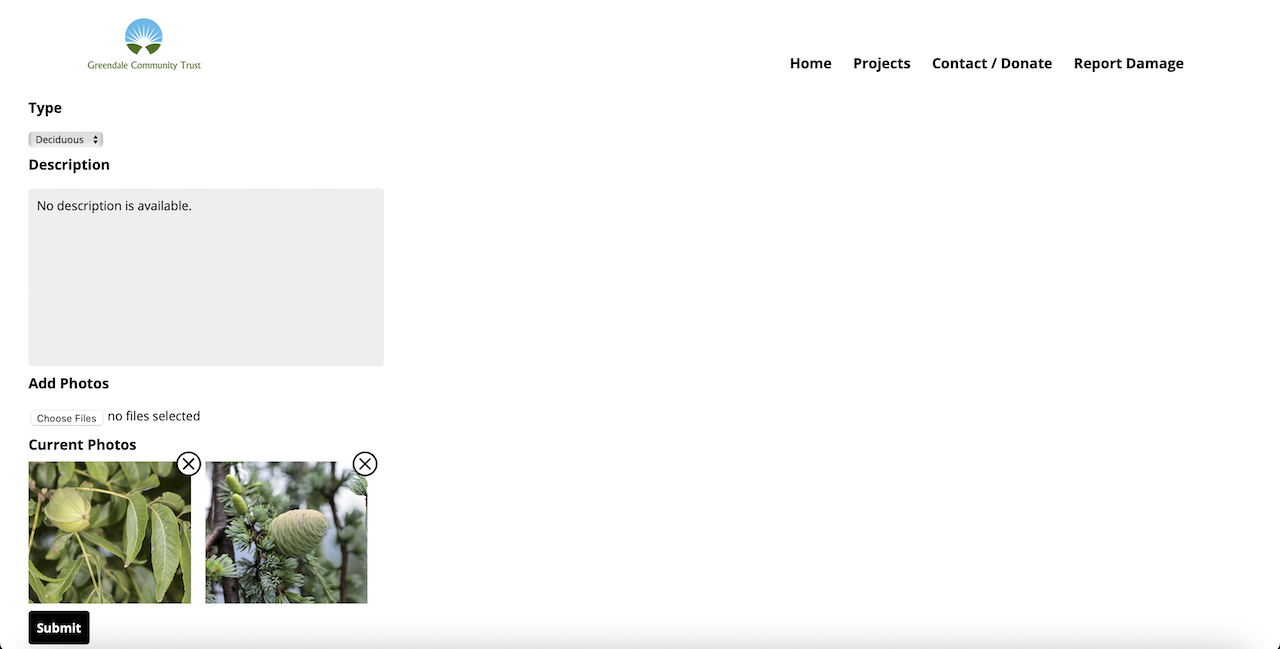 Greendale Community Trust
Home Projects Contact / Donate Report Damage
Type
Deciduous
Description
No description is available.
Add Photos
Choose Files no files selected
Current Photos
Submit